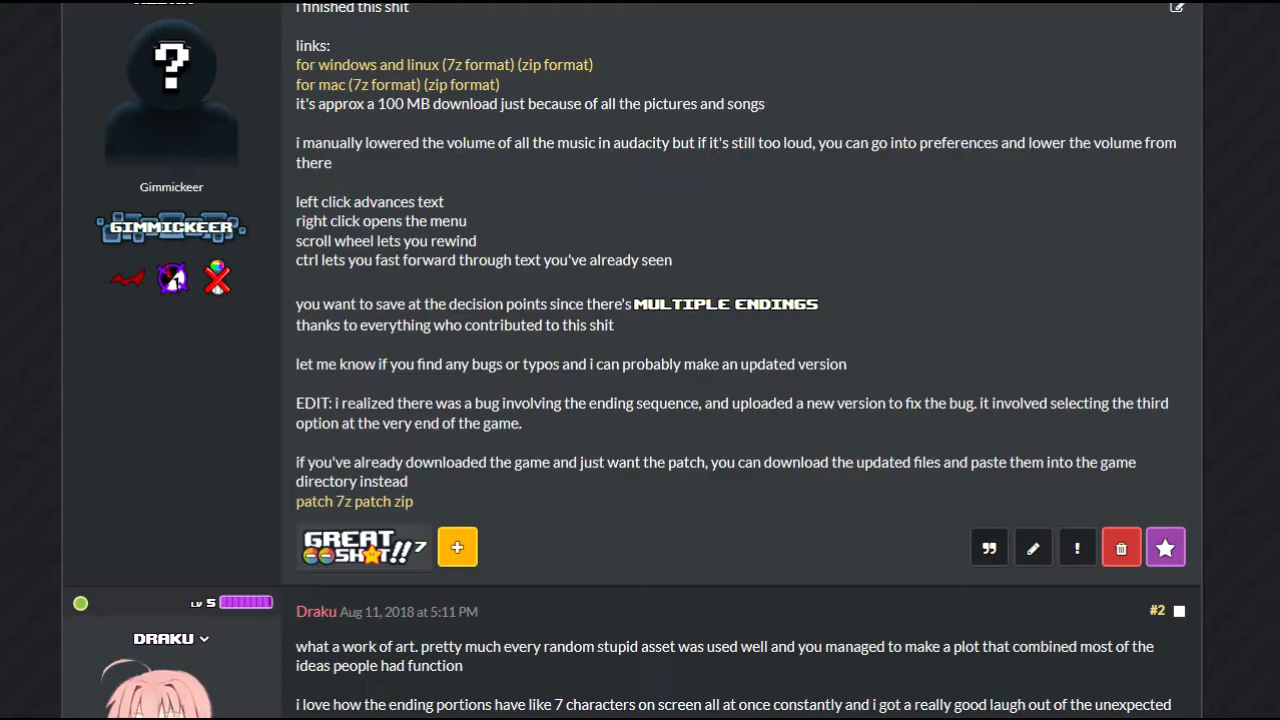 i finished this shit
links:
for windows and linux (7z format) (zip format)
for mac (7z format) (zip format)
it's approx a 100 MB download just because of all the pictures and songs
i manually lowered the volume of all the music in audacity but if it's still too loud, you can go into preferences and lower the volume from
there
Gimmickeer
GIMMICKEER
left click advances text
right click opens the menu
scroll wheel lets you rewind
ctrl lets you fast forward through text you've already seen
you want to save at the decision points since there's MULTIPLE ENDINGS
thanks to everything who contributed to this shit
let me know if you find any bugs or typos and i can probably make an updated version
EDIT: i realized there was a bug involving the ending sequence, and uploaded a new version to fix the bug. it involved selecting the third
option at the very end of the game.
if you've already downloaded the game and just want the patch, you can download the updated files and paste them into the game
directory instead
patch 7z patch zip
GREAT 7
SHOT!!
LV 5
Draku Aug 11, 2018 at 5:11 PM
#2
DRAKU
what a work of art. pretty much every random stupid asset was used well and you managed to make a plot that combined most of the
ideas people had function
i love how the ending portions have like 7 characters on screen all at once constantly and i got a really good laugh out of the unexpected